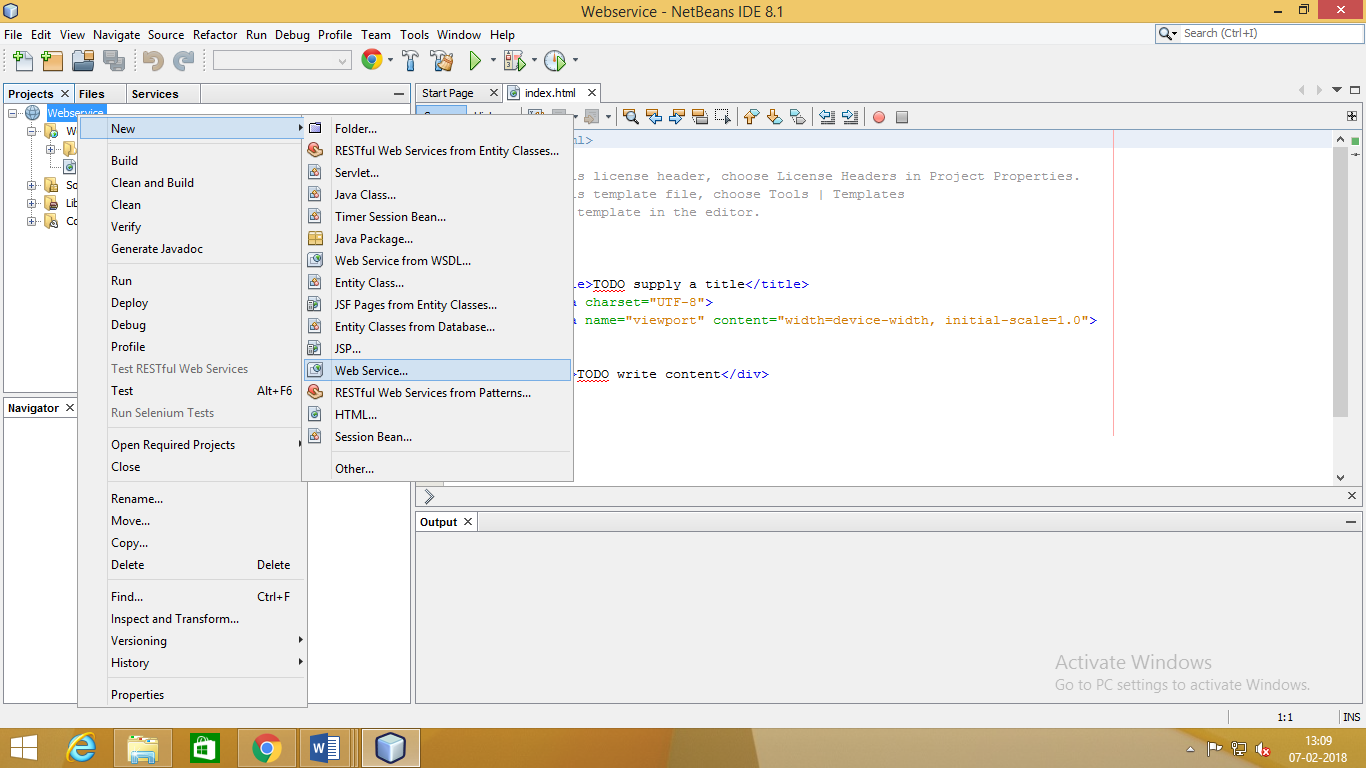 Webservice - NetBeans IDE 8.1
File Edit View Navigate Source Refactor Run Debug Profile Team Tools Window Help
Search (Ctrl+I)
Projects Files Services
Webservice
W
So
Lib
Co
Navigator
New
Build
Clean and Build
Clean
Verify
Generate Javadoc
Run
Deploy
Debug
Profile
Test RESTful Web Services
Test Alt+F6
Run Selenium Tests
Open Required Projects
Close
Rename...
Move...
Copy...
Delete Delete
Find... Ctrl+F
Inspect and Transform...
Versioning
History
Properties
Folder...
RESTful Web Services from Entity Classes...
Servlet...
Java Class...
Timer Session Bean...
Java Package...
Web Service from WSDL...
Entity Class...
JSF Pages from Entity Classes...
Entity Classes from Database...
JSP...
Web Service...
RESTful Web Services from Patterns...
HTML...
Session Bean...
Other...
Start Page index.html
ml>
s license header, choose License Headers in Project Properties.
s template file, choose Tools | Templates
template in the editor.
le>TODO supply a title</title>
a charset="UTF-8">
a name="viewport" content="width=device-width, initial-scale=1.0">
>TODO write content</div>
Output
Activate Windows
Go to PC settings to activate Windows.
1:1 INS
13:09
07-02-2018